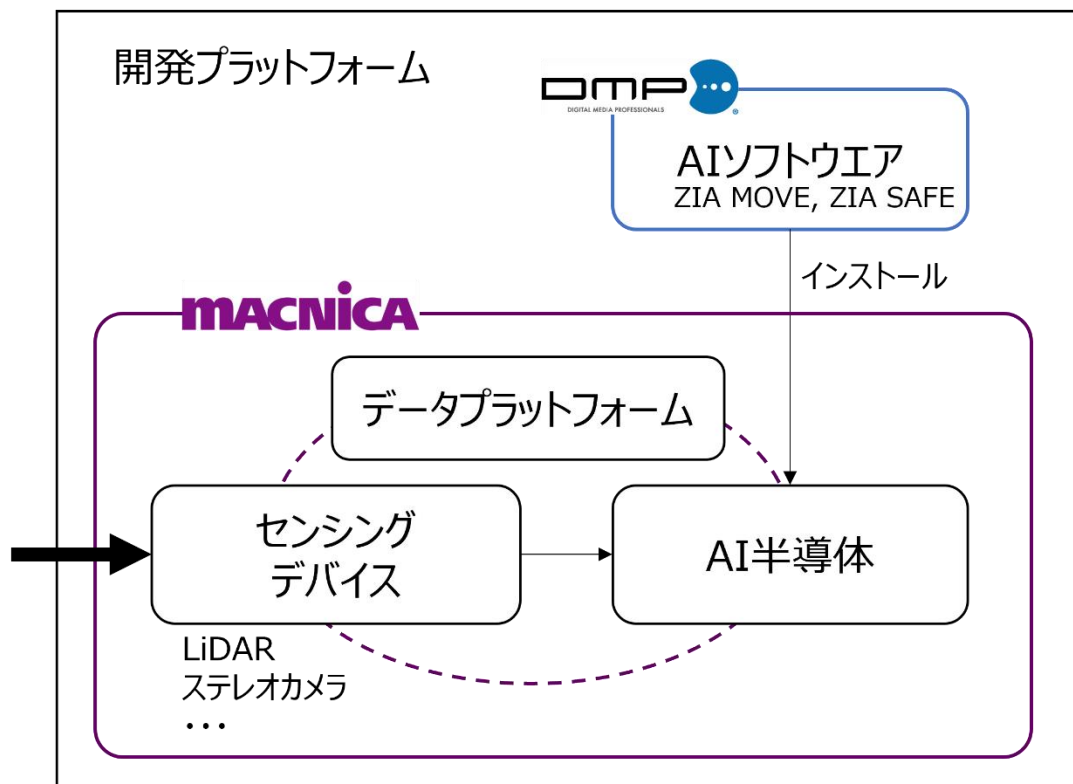 開発プラットフォーム
DMP
DIGITAL MEDIA PROFESSIONALS
®
AIソフトウエア
ZIA MOVE, ZIA SAFE
インストール
MACNiCA
データプラットフォーム
センシング
デバイス
AI半導体
LiDAR
ステレオカメラ
・・・